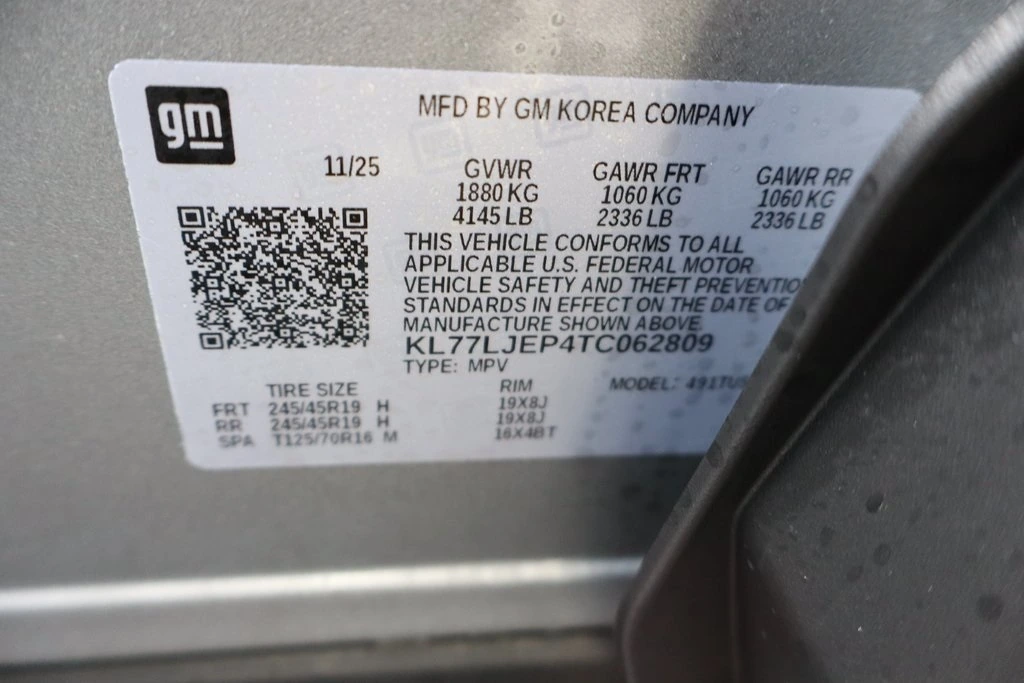 gm
MFD BY GM KOREA COMPANY
11/25 GVWR GAWR FRT GAWR RR
1880 KG 1060 KG 1060 KG
4145 LB 2336 LB 2336 LB
THIS VEHICLE CONFORMS TO ALL
APPLICABLE U.S. FEDERAL MOTOR
VEHICLE SAFETY AND THEFT PREVENTIO
STANDARDS IN EFFECT ON THE DATE OF
MANUFACTURE SHOWN ABOVE
KL77LJEP4TC062809
TYPE: MPV
TIRE SIZE RIM MODEL:
FRT 245/45R19 H 19X8J
RR 245/45R19 H 19X8J
SPA T125/70R16 M 16X4BT